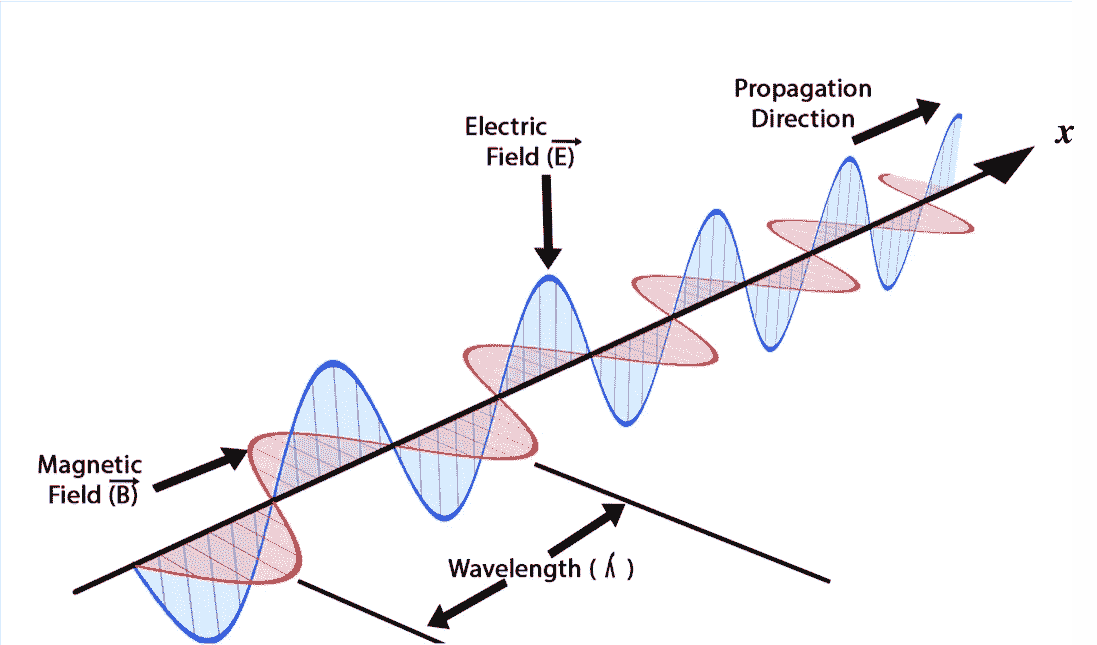 Propagation
Direction
x
Electric
Field (E⃗)
Magnetic
Field (B⃗)
Wavelength ( λ )